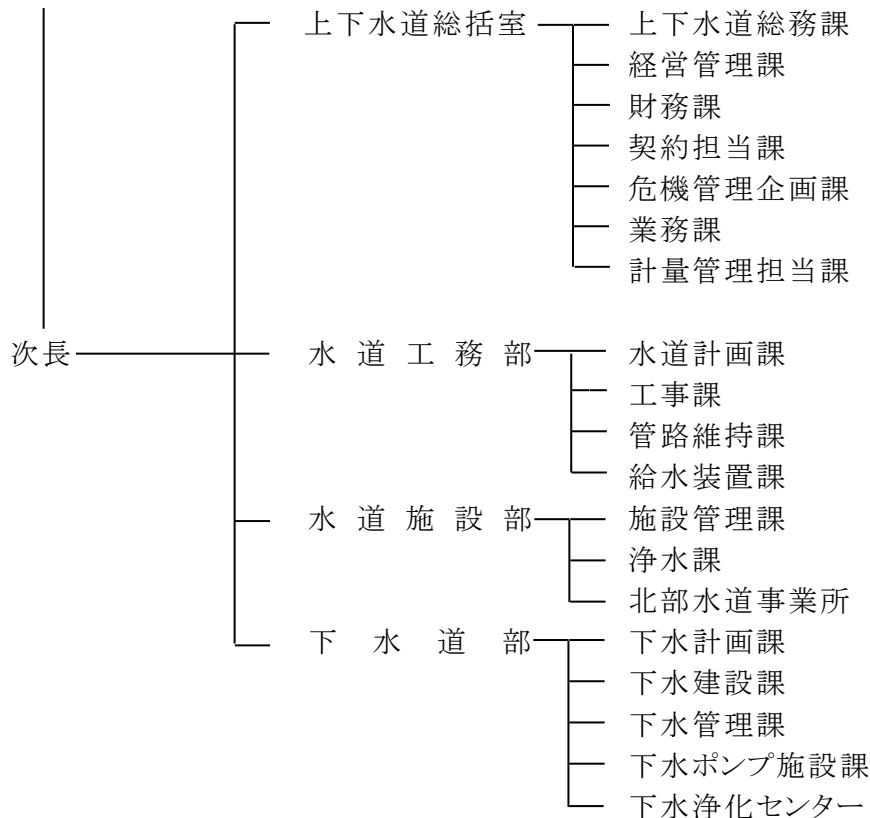 上下水道総括室 上下水道総務課
経営管理課
財務課
契約担当課
危機管理企画課
業務課
計量管理担当課
次長 水道工務部 水道計画課
工事課
管路維持課
給水装置課
水道施設部 施設管理課
浄水課
北部水道事業所
下水道部 下水計画課
下水建設課
下水管理課
下水ポンプ施設課
下水浄化センター